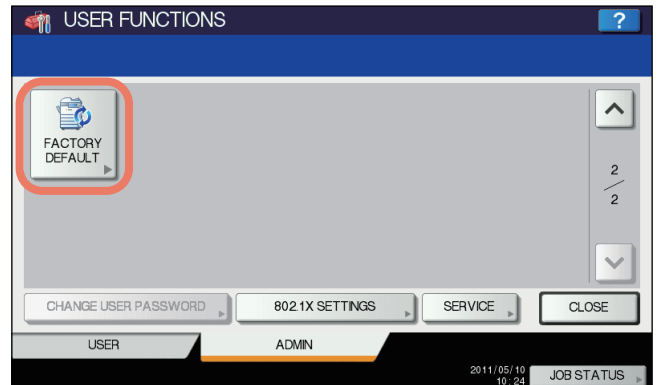 USER FUNCTIONS
?
FACTORY
DEFAULT
2
2
CHANGE USER PASSWORD
802.1X SETTINGS
SERVICE
CLOSE
USER
ADMIN
2011/05/10
10:24
JOB STATUS